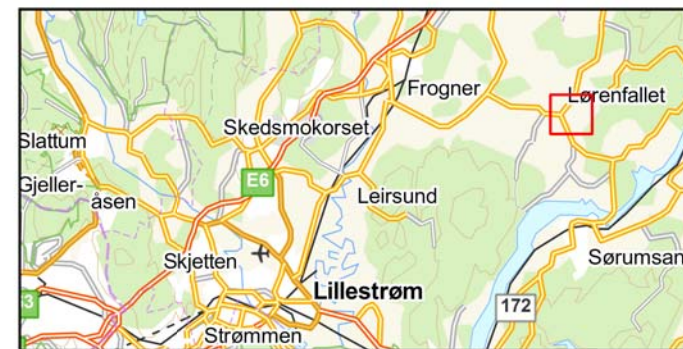 Frogner
Lørenfallet
Skedsmokorset
Slattum
E6
Gjeller-
åsen
Leirsund
Skjetten
Sørumsan
Lillestrøm
172
Strømmen